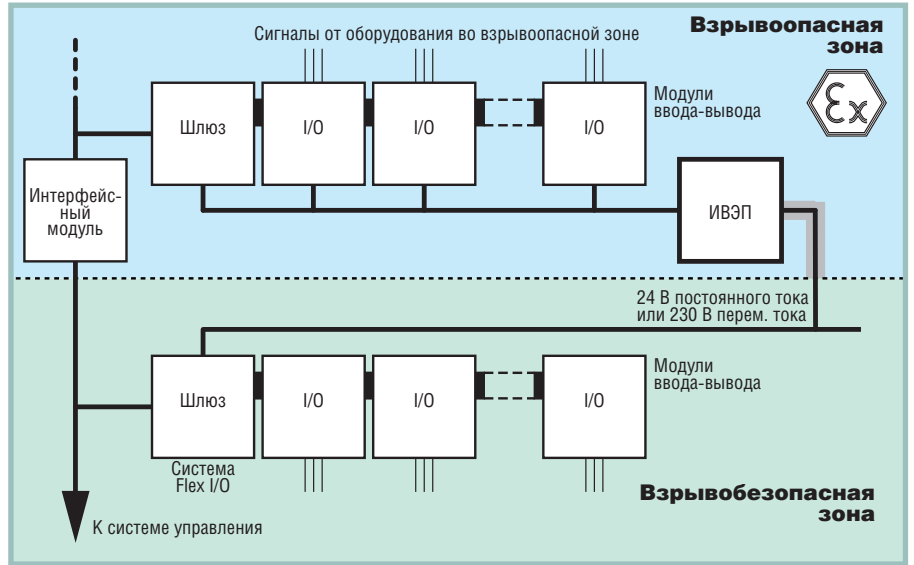 Взрывоопасная
зона
Сигналы от оборудования во взрывоопасной зоне
Ex
Шлюз
I/O
I/O
I/O
Модули
ввода-вывода
Интерфейс-
ный
модуль
ИВЭП
24 В постоянного тока
или 230 В перем. тока
Шлюз
I/O
I/O
I/O
Модули
ввода-вывода
Система
Flex I/O
Взрывобезопасная
зона
К системе управления